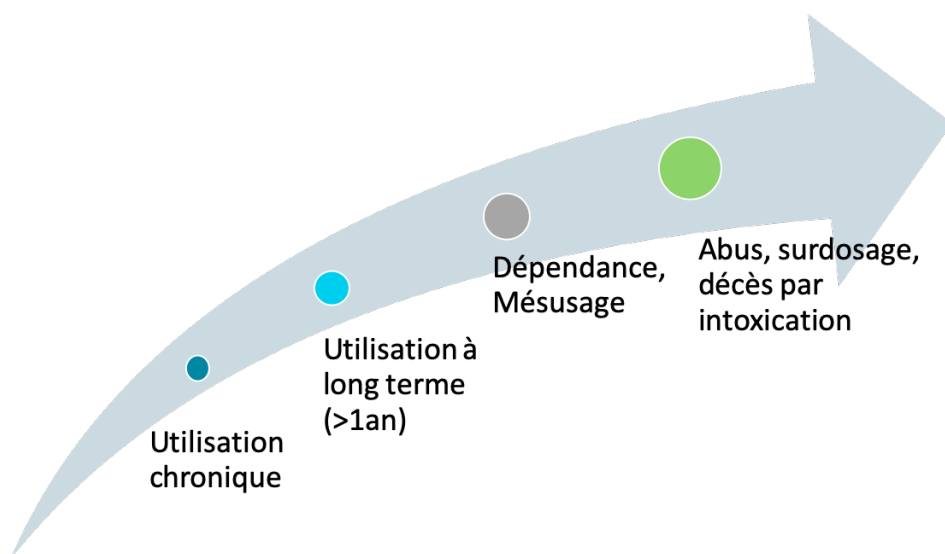 Utilisation
chronique
Utilisation à
long terme
(>1an)
Dépendance,
Mésusage
Abus, surdosage,
décès par
intoxication